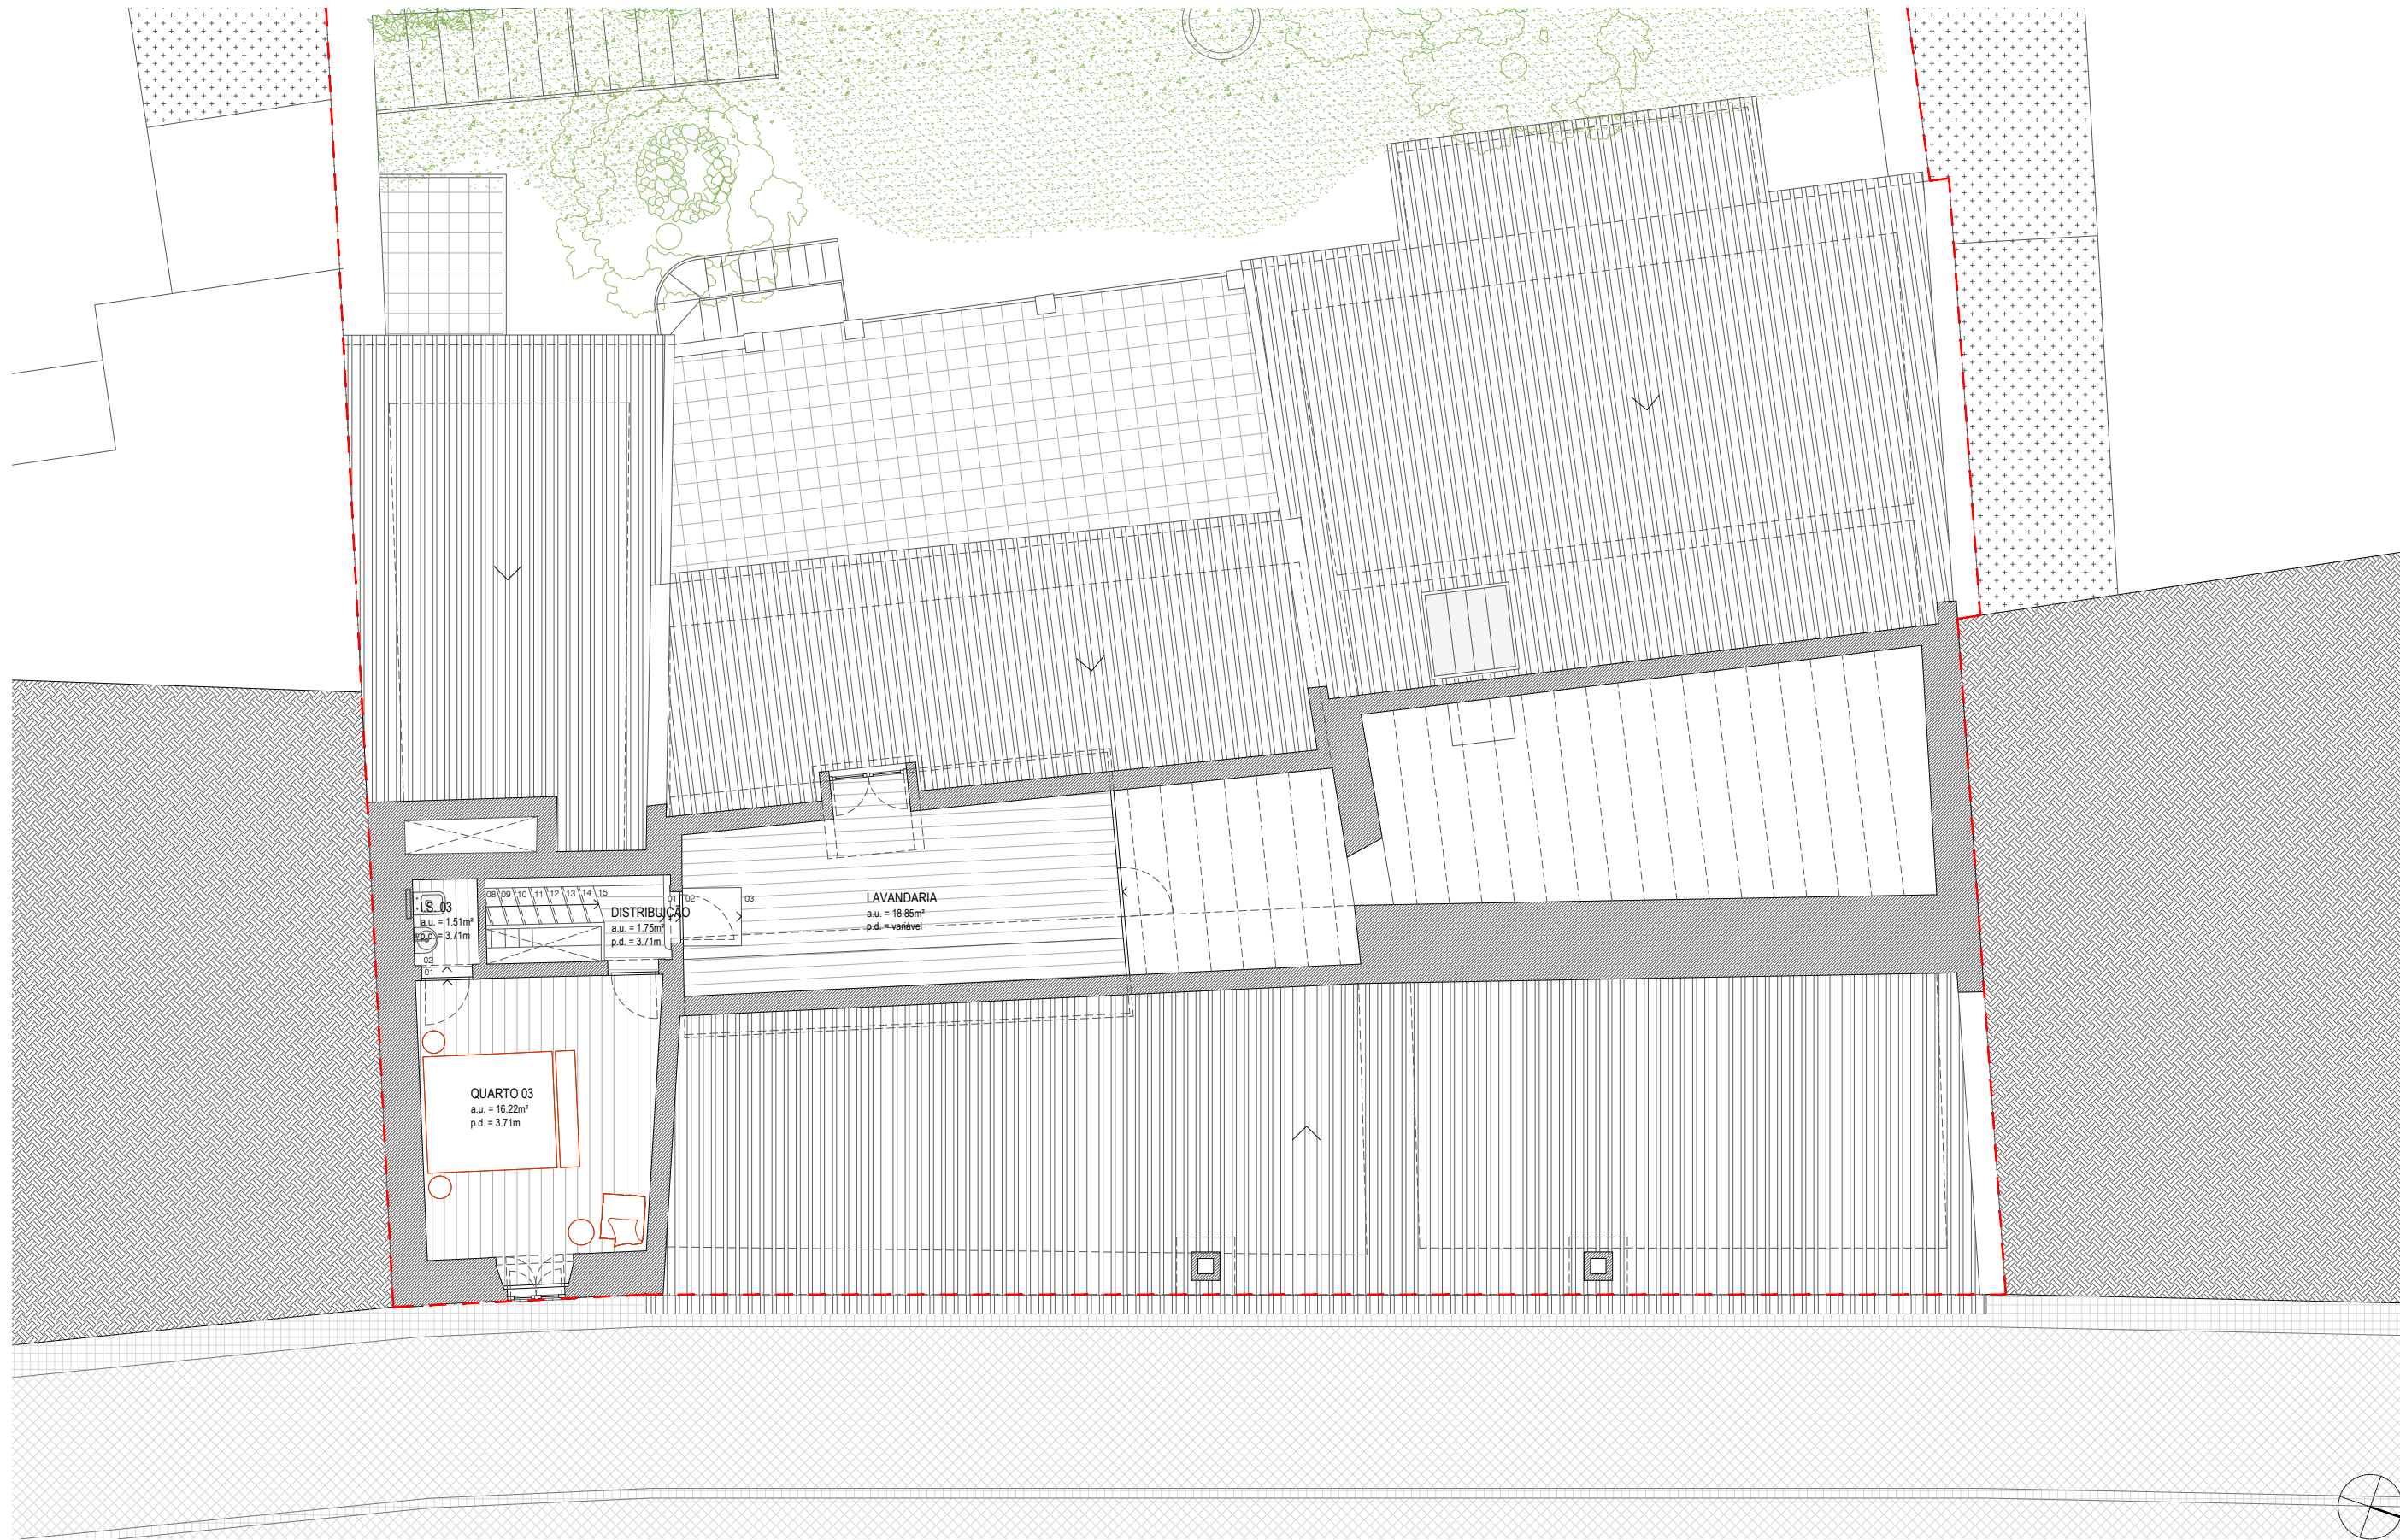 08 09 10 11 12 13 14 15
I.S. 03
a.u. = 1.51m²
p.d. = 3.71m
02
01
DISTRIBUIÇÃO
a.u. = 1.75m²
p.d. = 3.71m
01 02 03
LAVANDARIA
a.u. = 18.85m²
p.d. = variável
QUARTO 03
a.u. = 16.22m²
p.d. = 3.71m